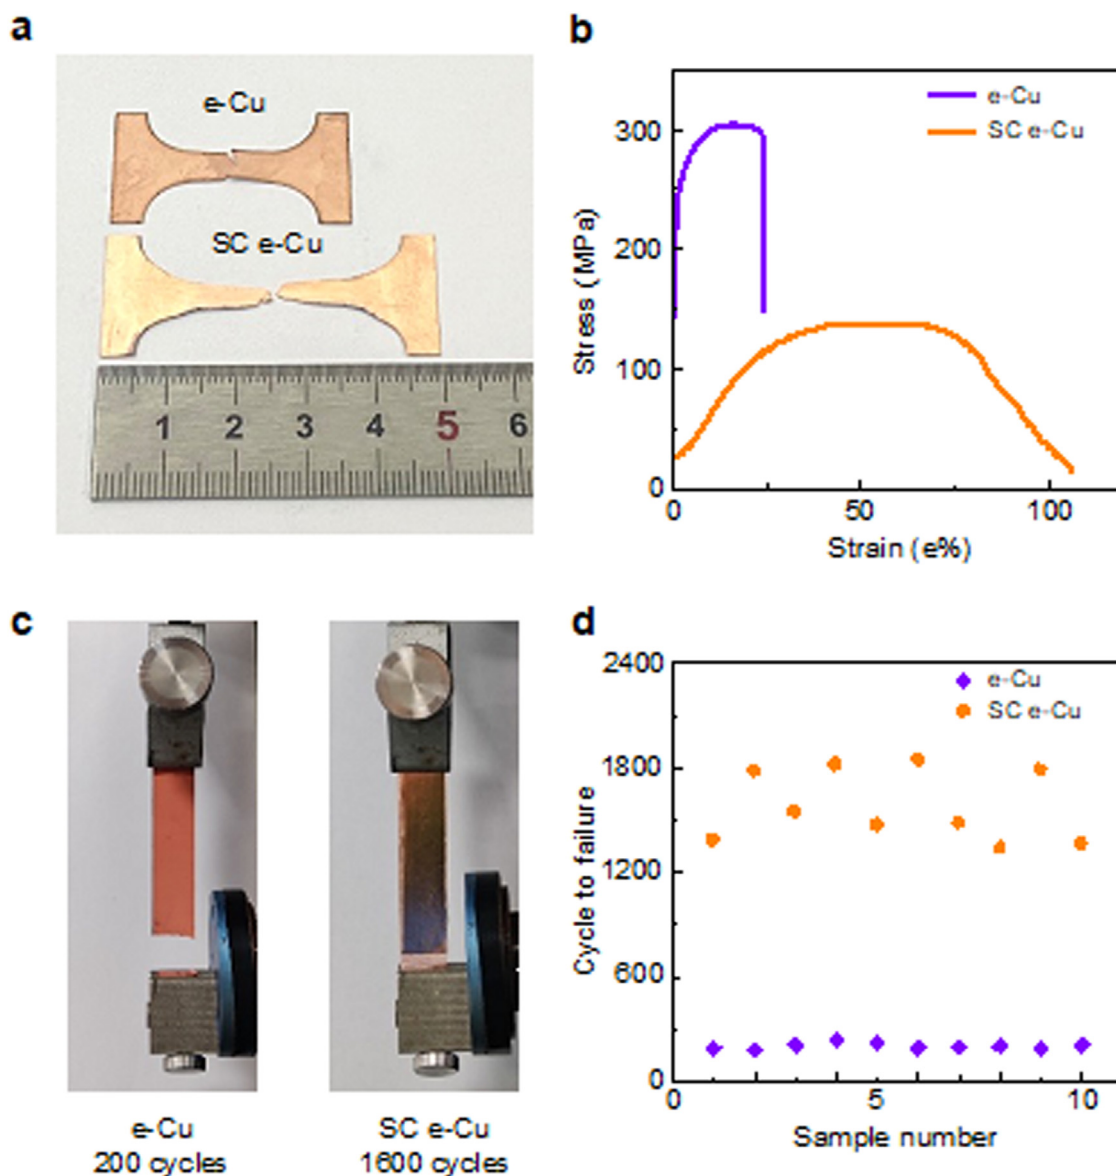 a
e-Cu
SC e-Cu
1 2 3 4 5 6
b
e-Cu
SC e-Cu
300
200
100
0
0 50 100
Stress (MPa)
Strain (e%)
c
e-Cu
200 cycles
SC e-Cu
1600 cycles
d
e-Cu
SC e-Cu
2400
1800
1200
600
0
0 5 10
Cycle to failure
Sample number